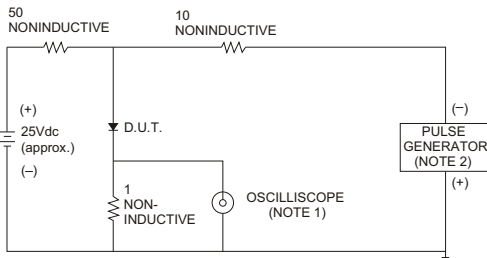 50
NONINDUCTIVE
10
NONINDUCTIVE
(+)
25Vdc
(approx.)
(–)
D.U.T.
1
NON-
INDUCTIVE
OSCILLISCOPE
(NOTE 1)
(–)
PULSE
GENERATOR
(NOTE 2)
(+)